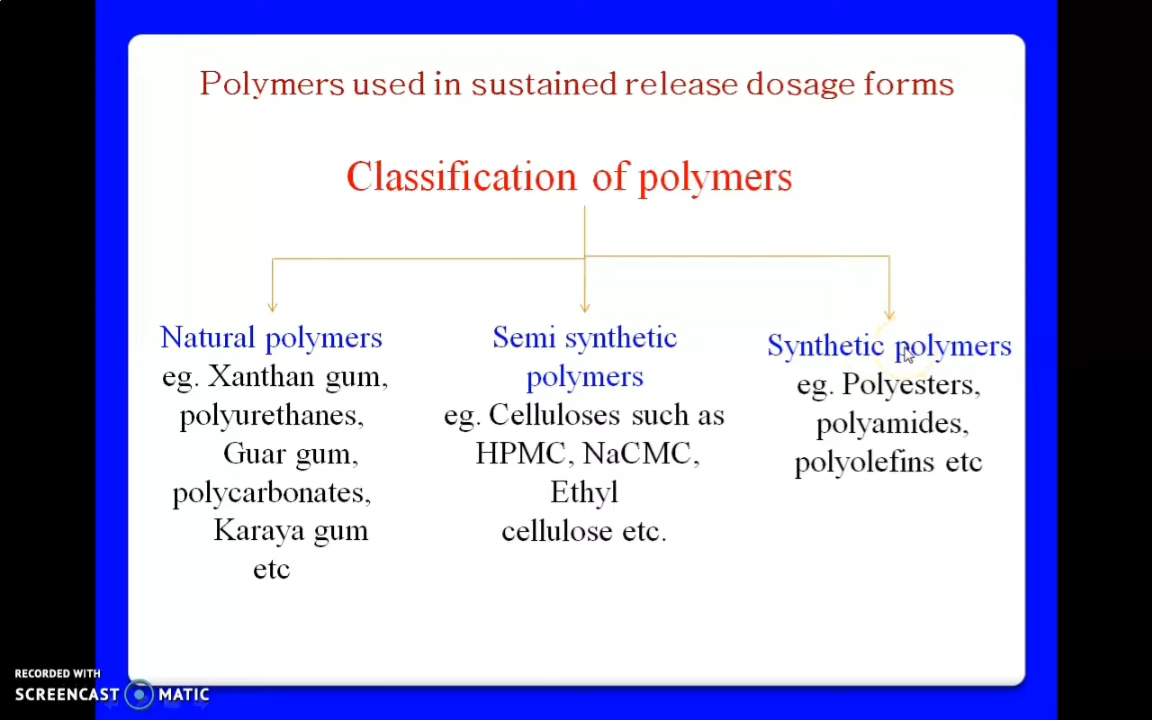 Polymers used in sustained release dosage forms
Classification of polymers
Natural polymers
eg. Xanthan gum,
polyurethanes,
Guar gum,
polycarbonates,
Karaya gum
etc
Semi synthetic
polymers
eg. Celluloses such as
HPMC, NaCMC,
Ethyl
cellulose etc.
Synthetic polymers
eg. Polyesters,
polyamides,
polyolefins etc
RECORDED WITH
SCREENCAST MATIC